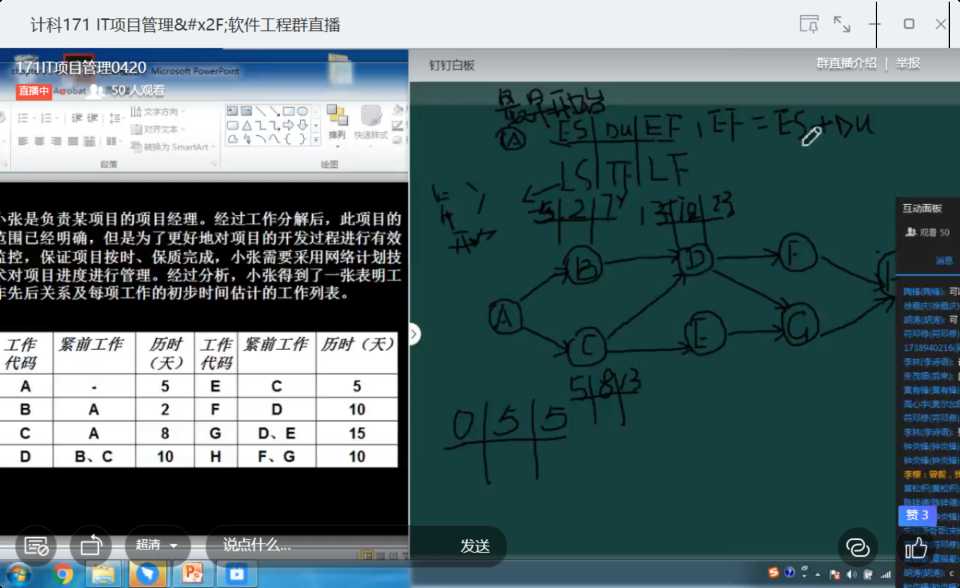 计科171 IT项目管理&#x2F;软件工程群直播
171IT项目管理0420
Microsoft PowerPoint
直播中
Acrobat
50 人观看
文字方向
对齐文本
转换为 SmartArt
段落
排列
快速样式
绘图
小张是负责某项目的项目经理。经过工作分解后，此项目的
范围已经明确，但是为了更好地对项目的开发过程进行有效
监控，保证项目按时、保质完成，小张需要采用网络计划技
术对项目进度进行管理。经过分析，小张得到了一张表明工
作先后关系及每项工作的初步时间估计的工作列表。
工作代码 紧前工作 历时（天） 工作代码 紧前工作 历时（天）
A - 5 E C 5
B A 2 F D 10
C A 8 G D、E 15
D B、C 10 H F、G 10
钉钉白板
群直播介绍 | 举报
最早开始
A ES DU EF , EF = ES + DU
LS TF LF
5 2 7
13 10 23
B
D
F
A
C
E
G
5 8 13
0 5 5
互动面板
观看 50
消息
赞 3
超清
说点什么...
发送